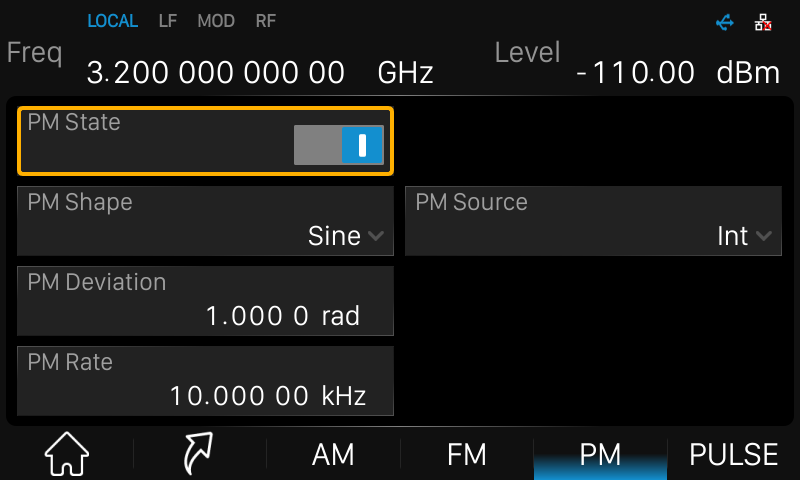 LOCAL LF MOD RF
Freq 3.200 000 000 00 GHz Level -110.00 dBm
PM State
PM Shape PM Source
Sine Int
PM Deviation
1.000 0 rad
PM Rate
10.000 00 kHz
AM FM PM PULSE